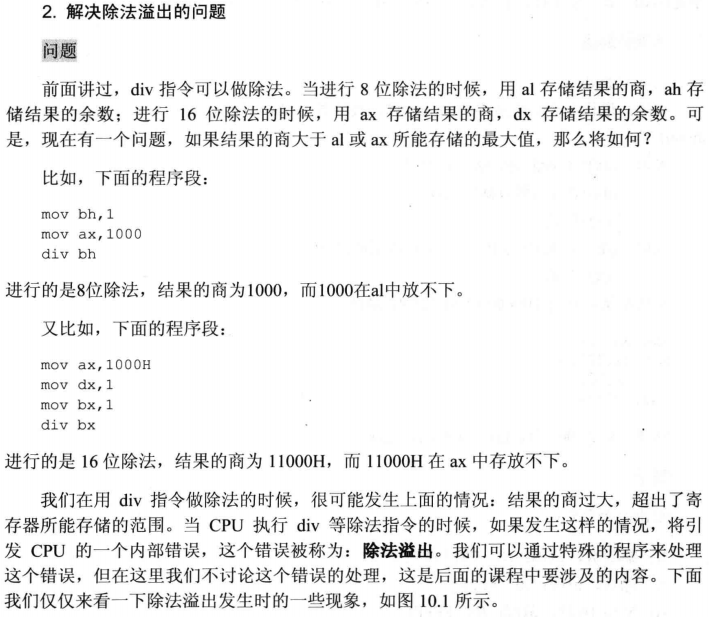 2. 解决除法溢出的问题
问题
前面讲过，div 指令可以做除法。当进行 8 位除法的时候，用 al 存储结果的商，ah 存
储结果的余数；进行 16 位除法的时候，用 ax 存储结果的商，dx 存储结果的余数。可
是，现在有一个问题，如果结果的商大于 al 或 ax 所能存储的最大值，那么将如何？
比如，下面的程序段：
mov bh,1
mov ax,1000
div bh
进行的是8位除法，结果的商为1000，而1000在al中放不下。
又比如，下面的程序段：
mov ax,1000H
mov dx,1
mov bx,1
div bx
进行的是 16 位除法，结果的商为 11000H，而 11000H 在 ax 中存放不下。
我们在用 div 指令做除法的时候，很可能发生上面的情况：结果的商过大，超出了寄
存器所能存储的范围。当 CPU 执行 div 等除法指令的时候，如果发生这样的情况，将引
发 CPU 的一个内部错误，这个错误被称为：除法溢出。我们可以通过特殊的程序来处理
这个错误，但在这里我们不讨论这个错误的处理，这是后面的课程中要涉及的内容。下面
我们仅仅来看一下除法溢出发生时的一些现象，如图 10.1 所示。